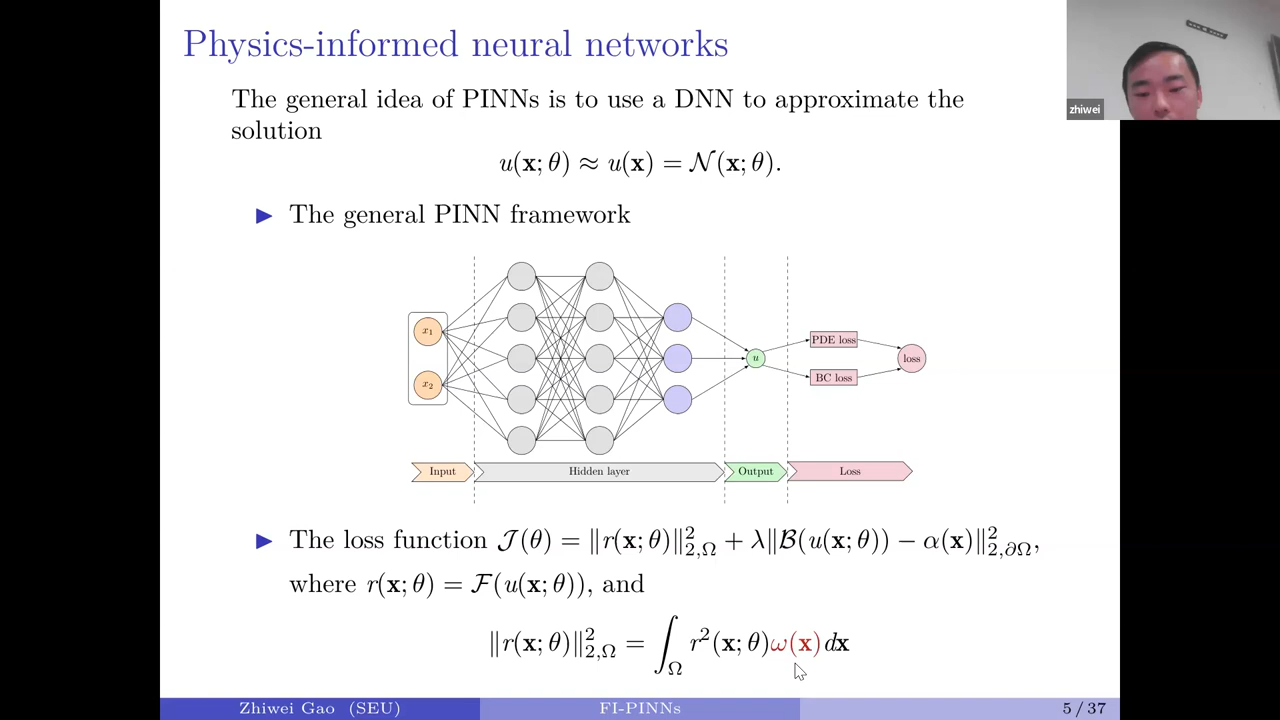 Physics-informed neural networks
zhiwei
The general idea of PINNs is to use a DNN to approximate the
solution
u(x; θ) ≈ u(x) = 𝒩(x; θ).
▶ The general PINN framework
x₁
x₂
u
PDE loss
BC loss
loss
Input
Hidden layer
Output
Loss
▶ The loss function 𝒥(θ) = ‖r(x; θ)‖²₂,Ω + λ‖ℬ(u(x; θ)) − α(x)‖²₂,∂Ω,
where r(x; θ) = ℱ(u(x; θ)), and
‖r(x; θ)‖²₂,Ω = ∫Ω r²(x; θ)ω(x)dx
Zhiwei Gao (SEU)
FI-PINNs
5 / 37